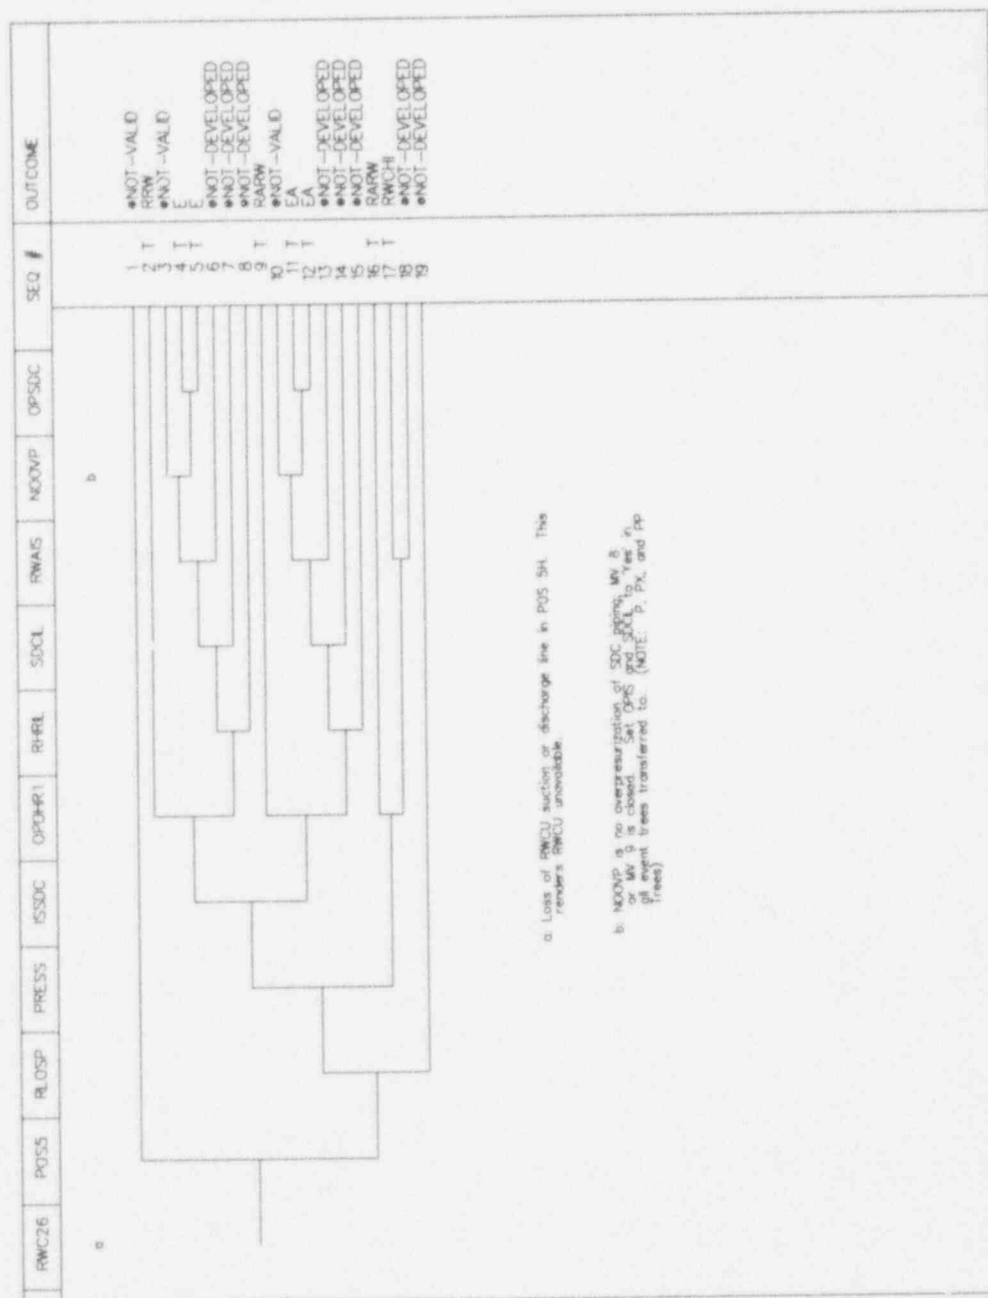 RWC26 POS5 RLOSP PRESS ISSDC OPDHR1 RHRIL SDCIL RWAIS NOOVP OPSDC SEQ # OUTCOME
a b
1 *NOT-VALID
2 T RRW
3 *NOT-VALID
4 T E
5 T E
6 *NOT-DEVELOPED
7 *NOT-DEVELOPED
8 *NOT-DEVELOPED
9 T RARW
10 *NOT-VALID
11 T EA
12 T EA
13 *NOT-DEVELOPED
14 *NOT-DEVELOPED
15 *NOT-DEVELOPED
16 T RARW
17 T RWCHI
18 *NOT-DEVELOPED
19 *NOT-DEVELOPED
a: Loss of RWCU suction or discharge line in POS 5H. This
renders RWCU unavailable.
b: NOOVP is no overpresurization of SDC piping, MV 8
or MV 9 is closed. Set OPIS and SDCIL to 'Yes' in
all event trees transferred to. (NOTE: P, PX, and PP
Trees)